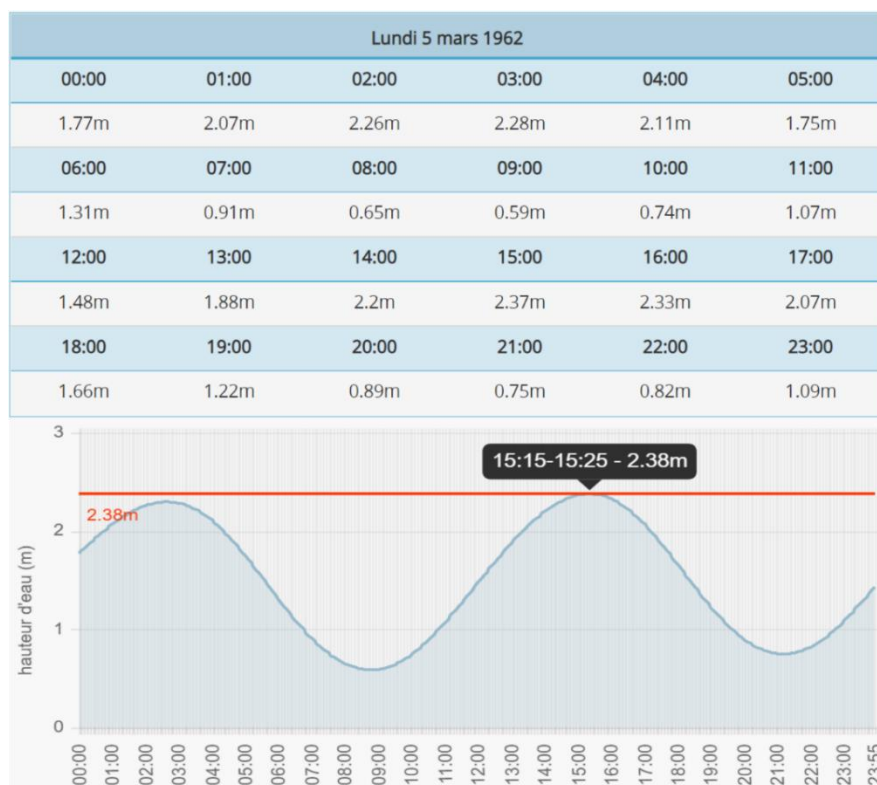 Lundi 5 mars 1962
00:00 01:00 02:00 03:00 04:00 05:00
1.77m 2.07m 2.26m 2.28m 2.11m 1.75m
06:00 07:00 08:00 09:00 10:00 11:00
1.31m 0.91m 0.65m 0.59m 0.74m 1.07m
12:00 13:00 14:00 15:00 16:00 17:00
1.48m 1.88m 2.2m 2.37m 2.33m 2.07m
18:00 19:00 20:00 21:00 22:00 23:00
1.66m 1.22m 0.89m 0.75m 0.82m 1.09m
3
15:15-15:25 - 2.38m
2.38m
2
hauteur d'eau (m)
1
0
00:00 01:00 02:00 03:00 04:00 05:00 06:00 07:00 08:00 09:00 10:00 11:00 12:00 13:00 14:00 15:00 16:00 17:00 18:00 19:00 20:00 21:00 22:00 23:00 23:55